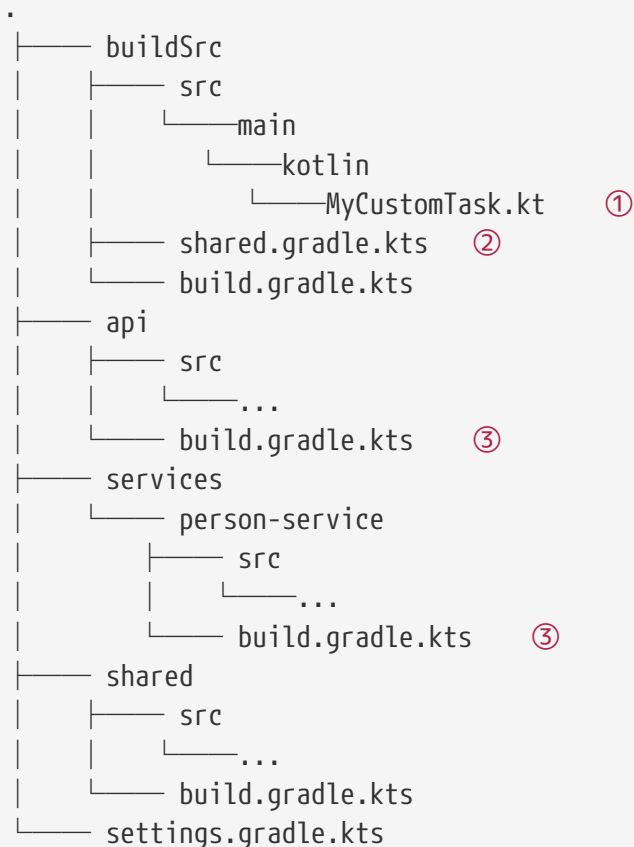 .
├──── buildSrc
│     ├──── src
│     │     └────main
│     │        └────kotlin
│     │           └────MyCustomTask.kt    ①
│     ├──── shared.gradle.kts   ②
│     └──── build.gradle.kts
├──── api
│     ├──── src
│     │     └────...
│     └──── build.gradle.kts    ③
├──── services
│     └──── person-service
│           ├──── src
│           │     └────...
│           └──── build.gradle.kts    ③
├──── shared
│     ├──── src
│     │     └────...
│     └──── build.gradle.kts
└──── settings.gradle.kts